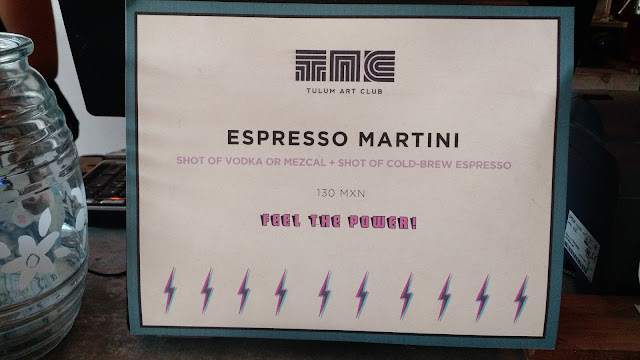 TAC
TULUM ART CLUB
ESPRESSO MARTINI
SHOT OF VODKA OR MEZCAL + SHOT OF COLD-BREW ESPRESSO
130 MXN
FEEL THE POWER!